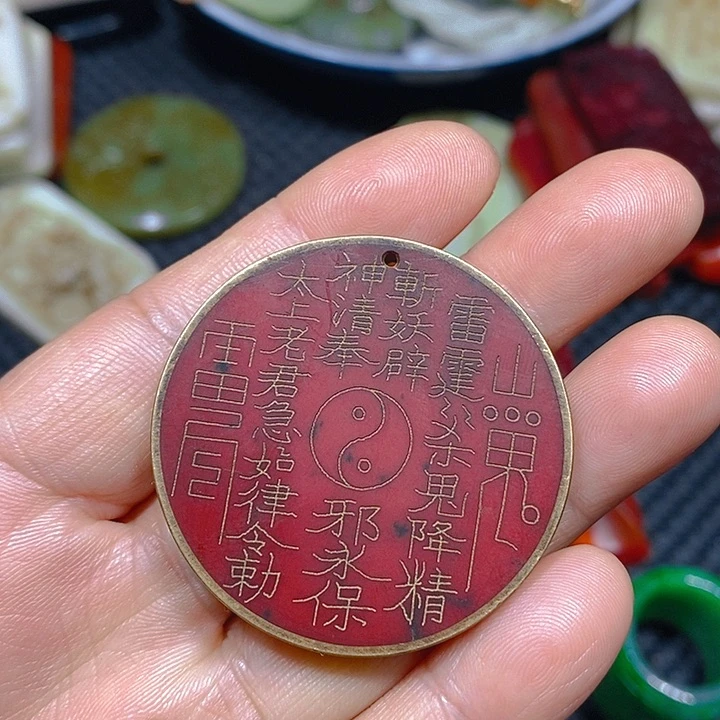 雷霆鬼降精
斬妖辟
邪永保
神清奉
太上老君急如律令勅